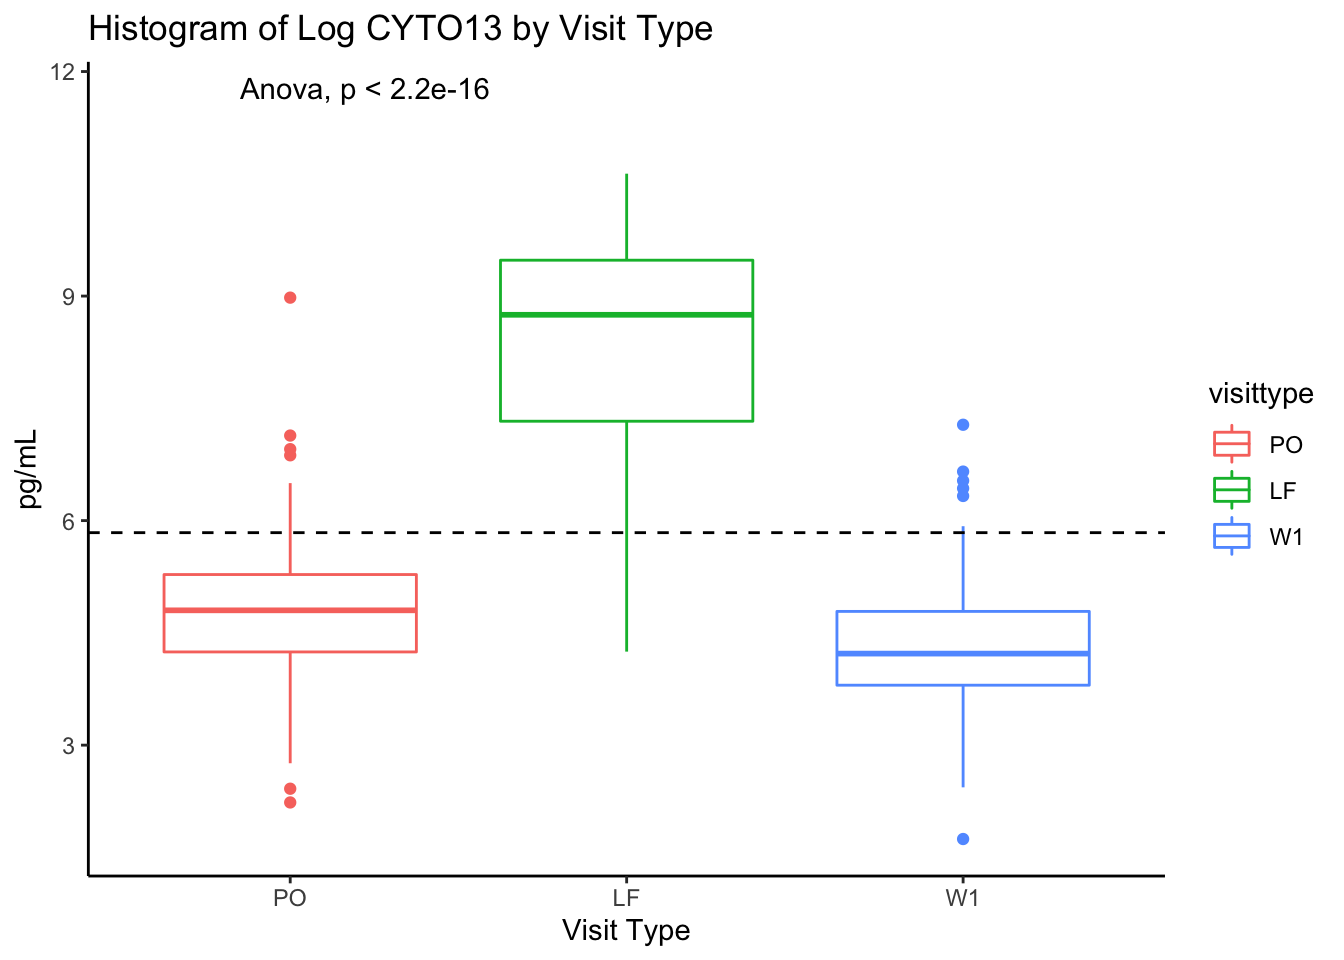 Histogram of Log CYTO13 by Visit Type
Anova, p < 2.2e-16
12
9
6
3
pg/mL
PO
LF
W1
Visit Type
visittype
PO
LF
W1